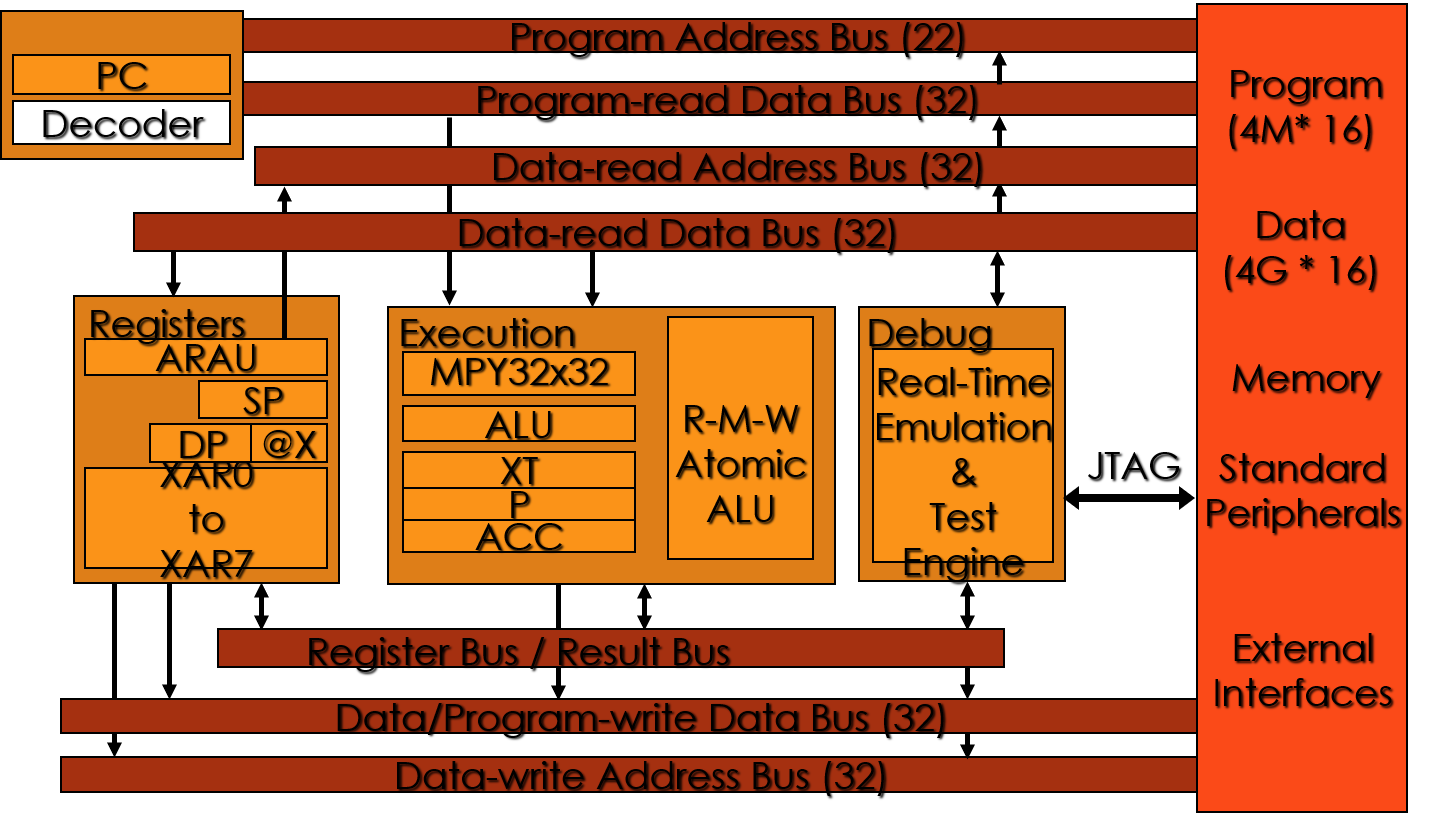 Program Address Bus (22)
PC
Program-read Data Bus (32)
Decoder
Data-read Address Bus (32)
Data-read Data Bus (32)
Program
(4M* 16)
Data
(4G * 16)
Memory
Standard
Peripherals
External
Interfaces
Registers
ARAU
SP
DP
@X
XAR0
to
XAR7
Execution
MPY32x32
ALU
XT
P
ACC
R-M-W
Atomic
ALU
Debug
Real-Time
Emulation
&
Test
Engine
JTAG
Register Bus / Result Bus
Data/Program-write Data Bus (32)
Data-write Address Bus (32)